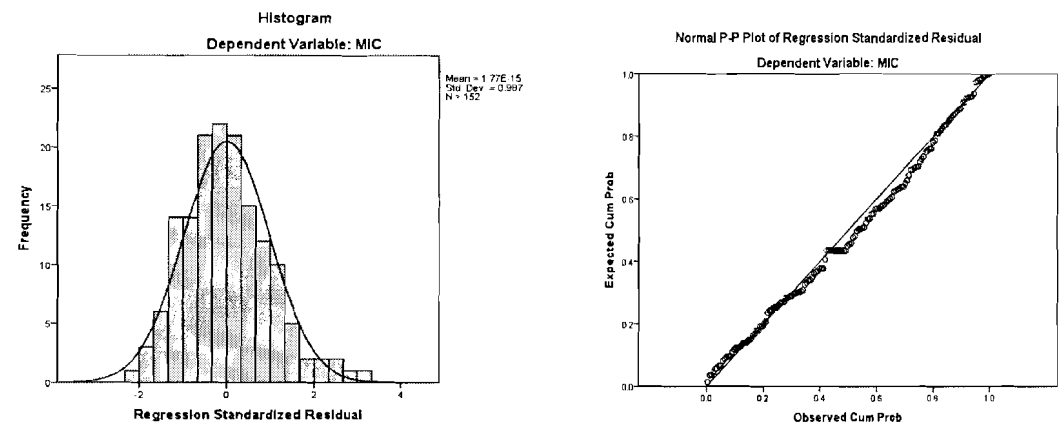 Histogram
Dependent Variable: MIC
Mean = 1.77E-15
Std. Dev. = 0.987
N = 152
25
20
15
10
5
0
Frequency
-2
0
2
4
Regression Standardized Residual
Normal P-P Plot of Regression Standardized Residual
Dependent Variable: MIC
1.0
0.8
0.6
0.4
0.2
0.0
Expected Cum Prob
0.0
0.2
0.4
0.6
0.8
1.0
Observed Cum Prob